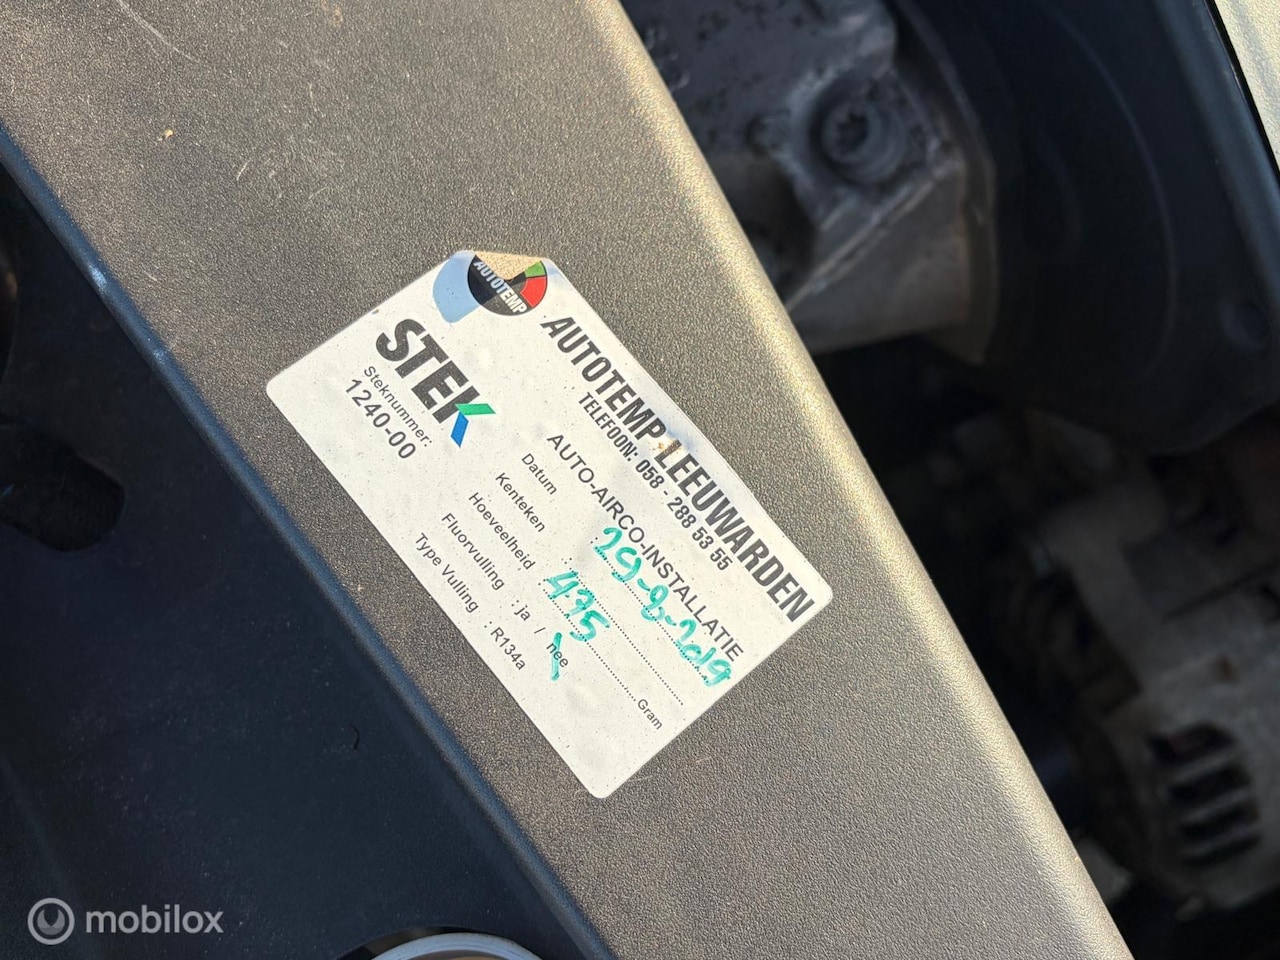 AUTOTEMP
AUTOTEMP LEEUWARDEN
TELEFOON: 058 - 288 53 55
STEK
Steknummer:
1240-00
AUTO-AIRCO-INSTALLATIE
Datum : 29-8-2019
Kenteken :
Hoeveelheid : 475 Gram
Fluorvulling : ja / nee
Type Vulling : R134a
mobilox